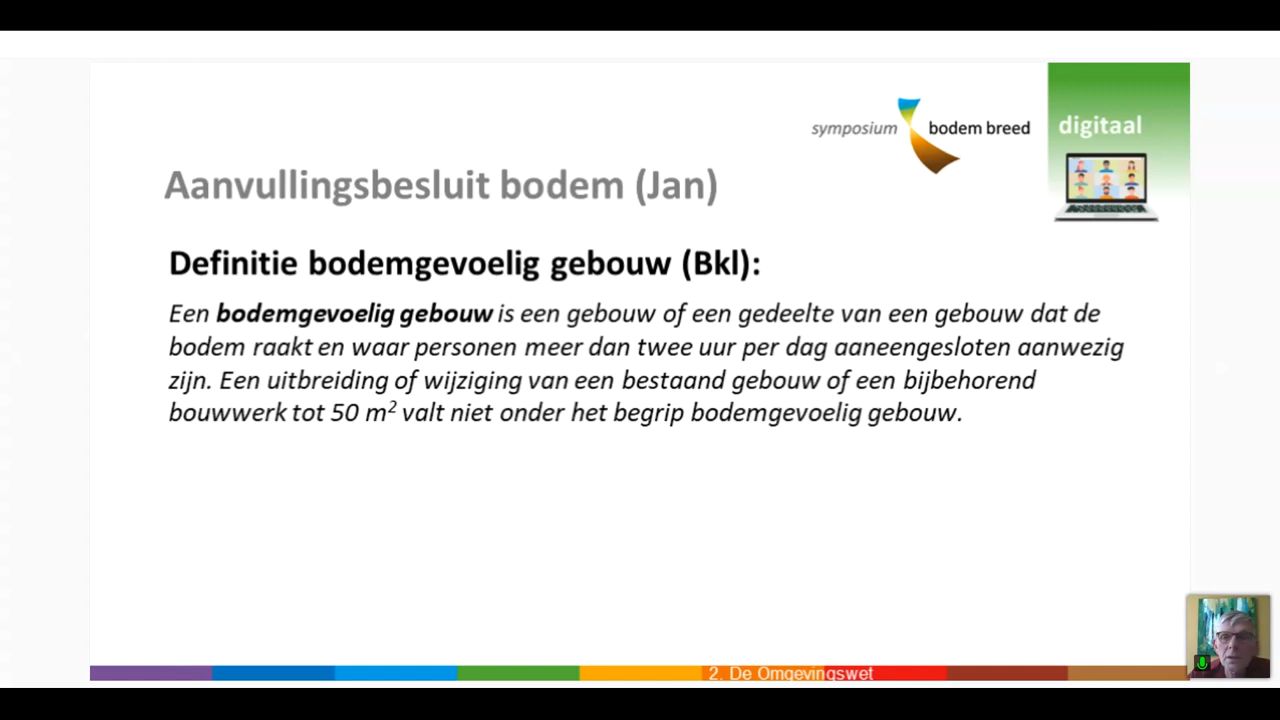 symposium bodem breed digitaal
Aanvullingsbesluit bodem (Jan)
Definitie bodemgevoelig gebouw (Bkl):
Een bodemgevoelig gebouw is een gebouw of een gedeelte van een gebouw dat de
bodem raakt en waar personen meer dan twee uur per dag aaneengesloten aanwezig
zijn. Een uitbreiding of wijziging van een bestaand gebouw of een bijbehorend
bouwwerk tot 50 m² valt niet onder het begrip bodemgevoelig gebouw.
2. De Omgevingswet